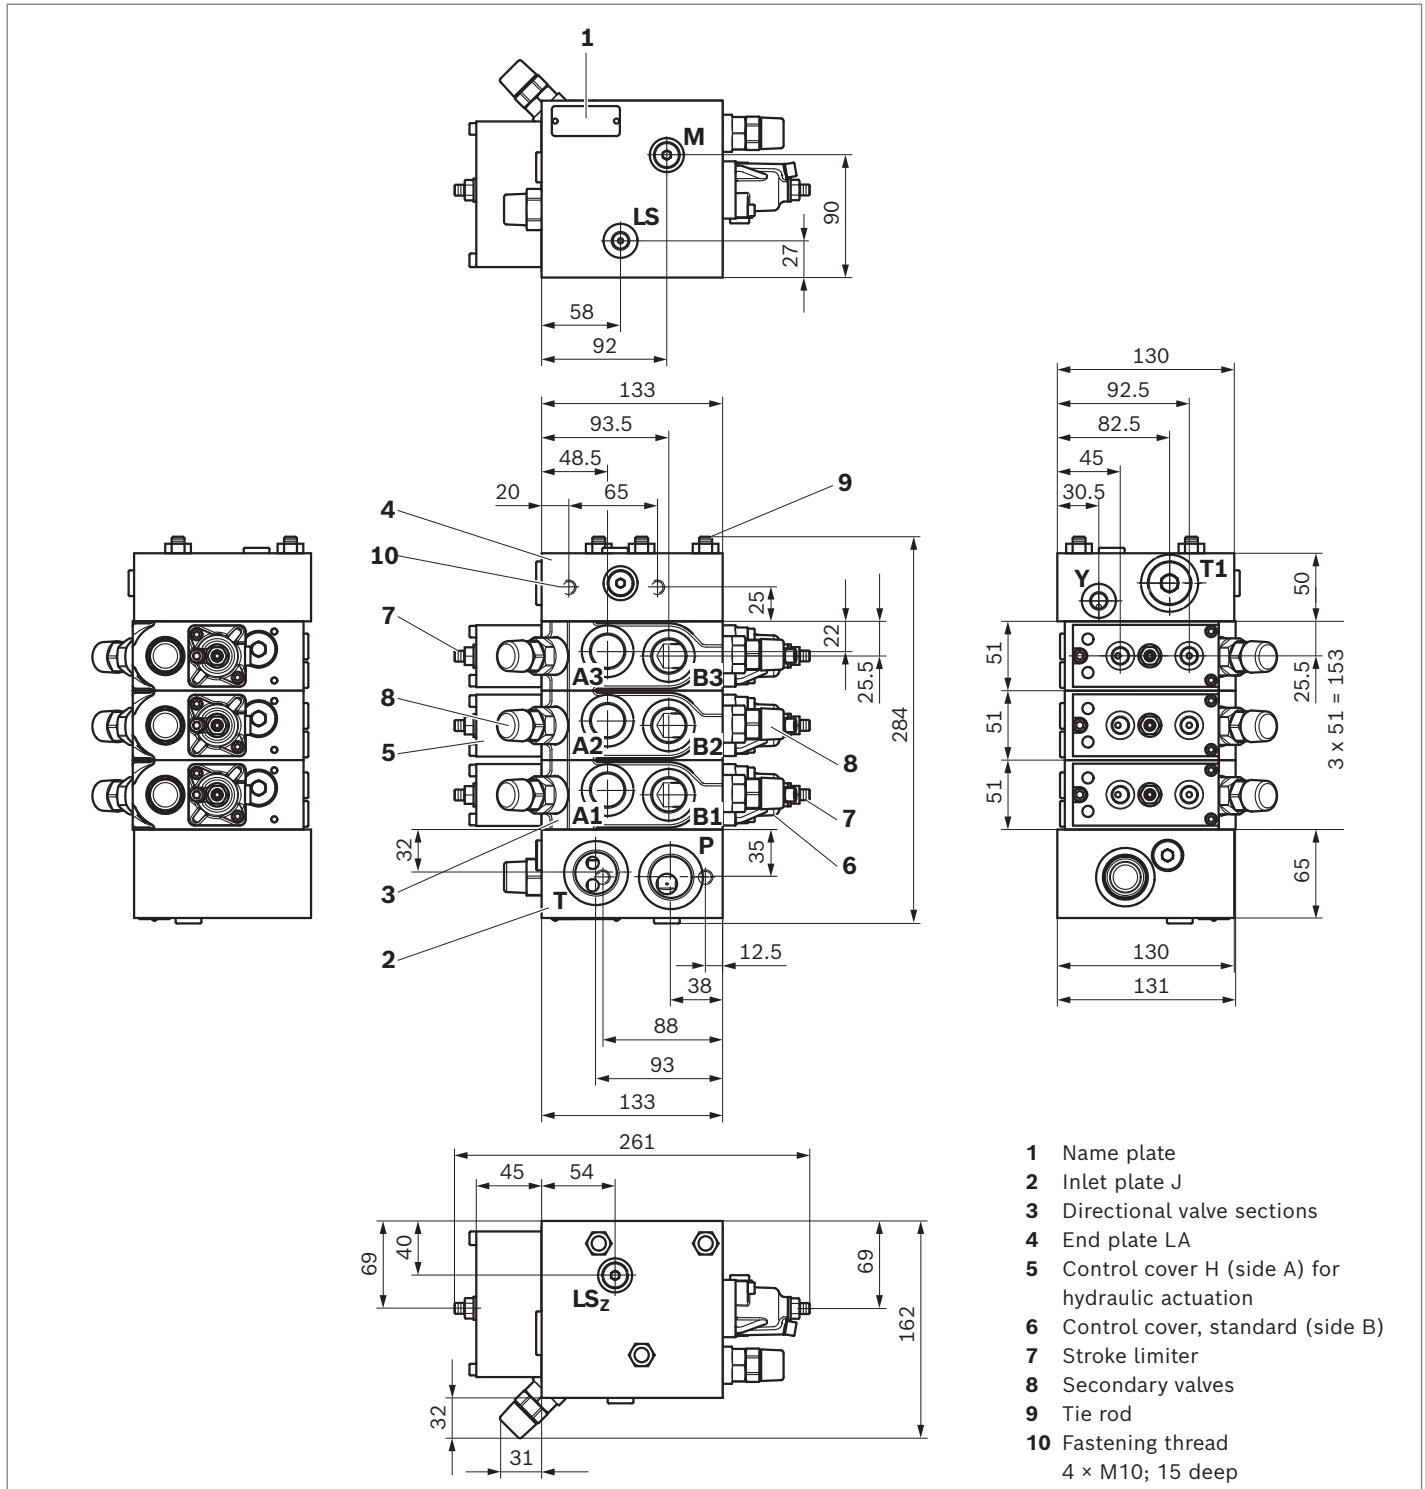 1
M
LS
90
27
58
92
133
93.5
48.5
20
65
9
4
10
7
8
5
3
2
25
22
25.5
284
A3
B3
A2
B2
A1
B1
8
7
6
32
35
T
P
12.5
38
88
93
133
130
92.5
82.5
45
30.5
Y
T1
50
51
51
51
25.5
3 x 51 = 153
65
130
131
261
45
54
69
40
LSZ
69
162
32
31
1 Name plate
2 Inlet plate J
3 Directional valve sections
4 End plate LA
5 Control cover H (side A) for
hydraulic actuation
6 Control cover, standard (side B)
7 Stroke limiter
8 Secondary valves
9 Tie rod
10 Fastening thread
4 × M10; 15 deep